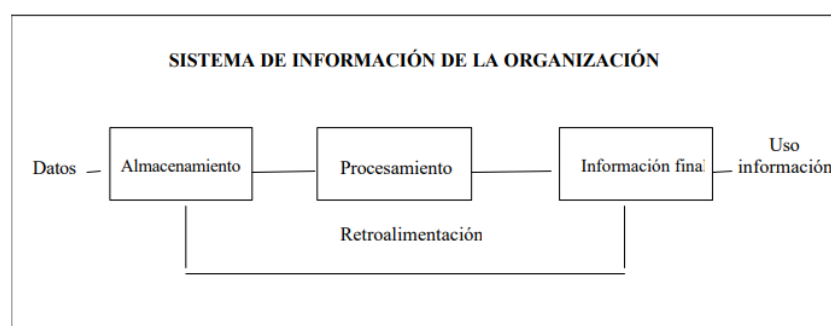 SISTEMA DE INFORMACIÓN DE LA ORGANIZACIÓN
Datos
Almacenamiento
Procesamiento
Información final
Uso
información
Retroalimentación